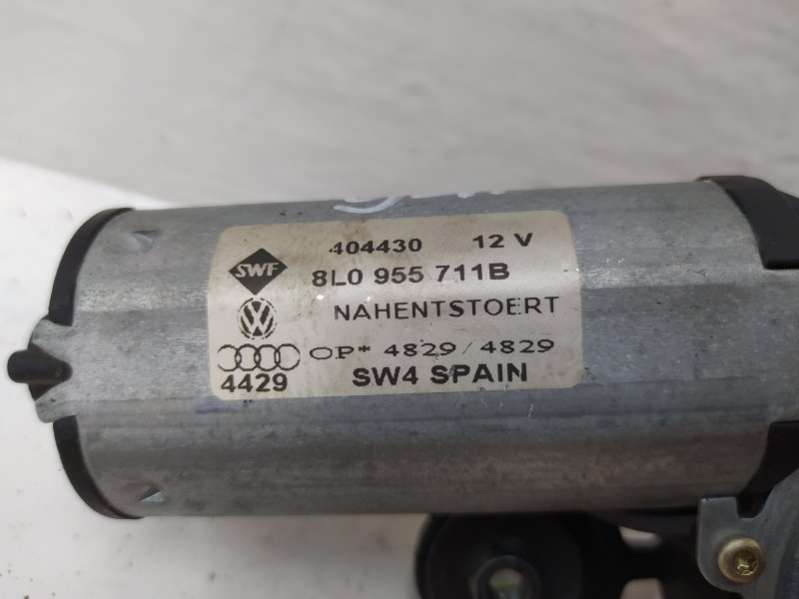 404430 12 V
SWF 8L0 955 711B
NAHENTSTOERT
OP* 4829/4829
4429 SW4 SPAIN